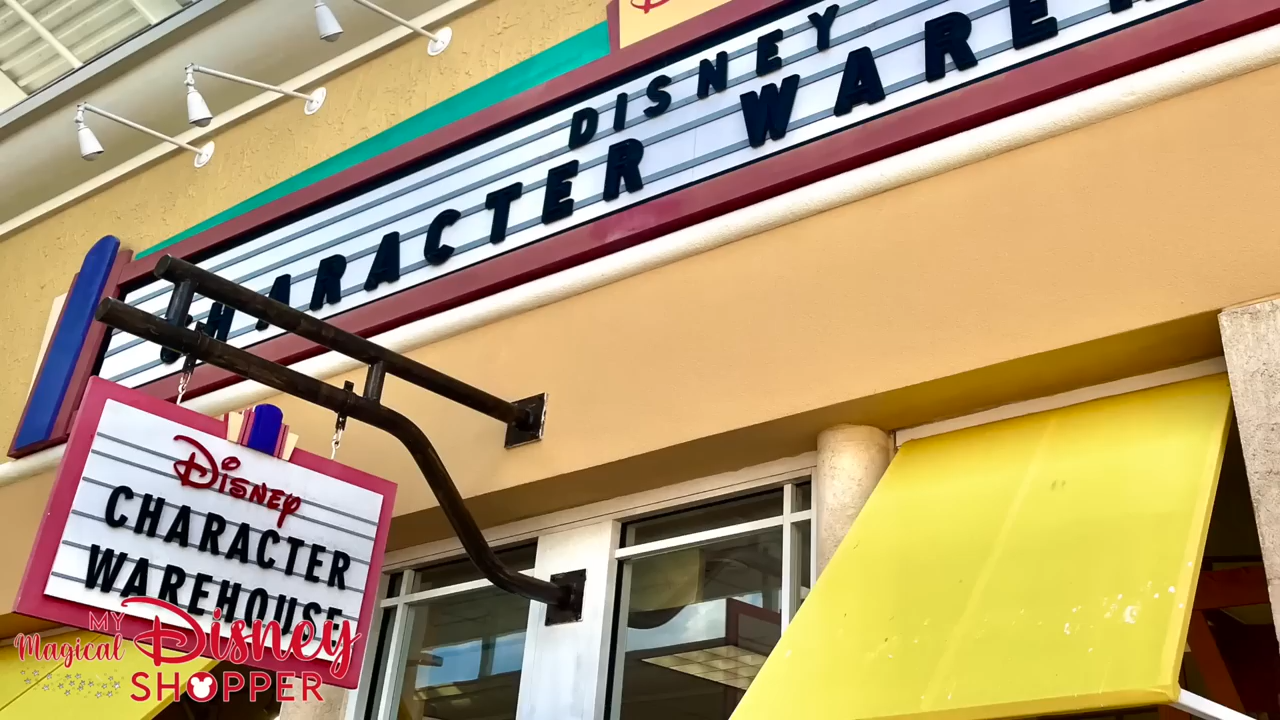 DISNEY
CHARACTER WARE
Disney
CHARACTER
WAREHOUSE
MY
Magical Disney
SHOPPER